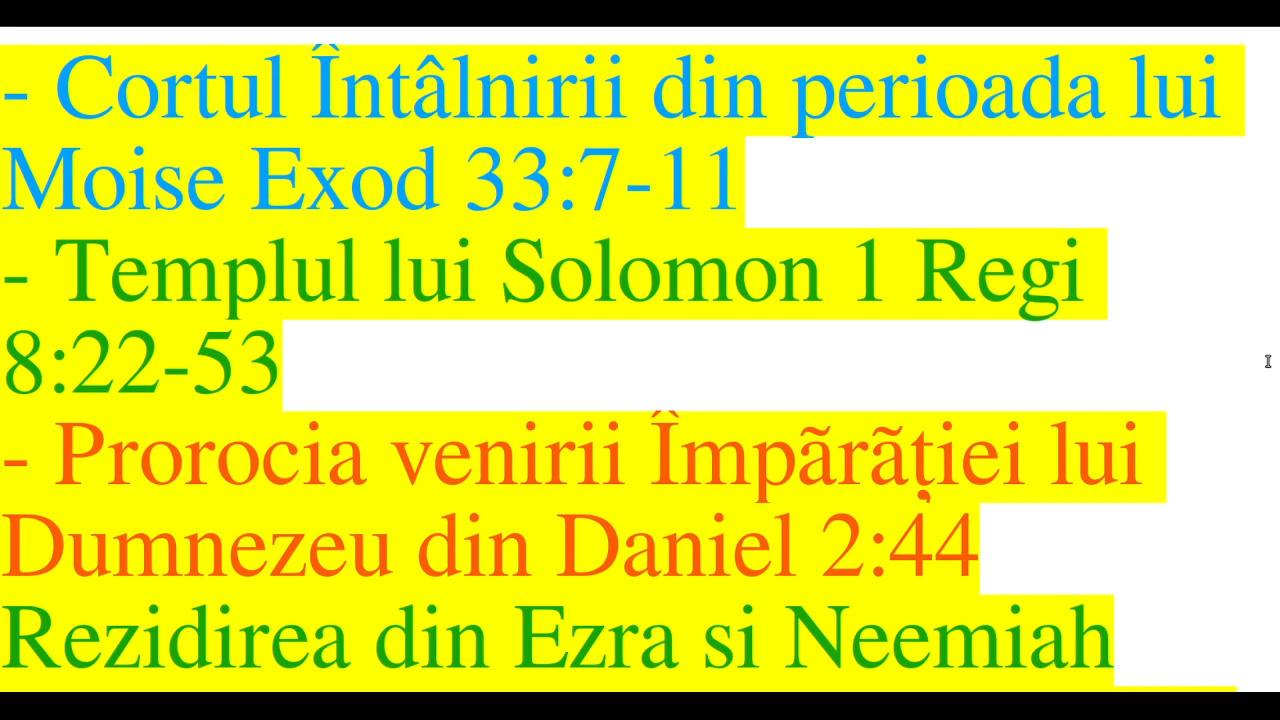 - Cortul Întâlnirii din perioada lui
Moise Exod 33:7-11
- Templul lui Solomon 1 Regi
8:22-53
- Prorocia venirii Împãrãției lui
Dumnezeu din Daniel 2:44
Rezidirea din Ezra si Neemiah